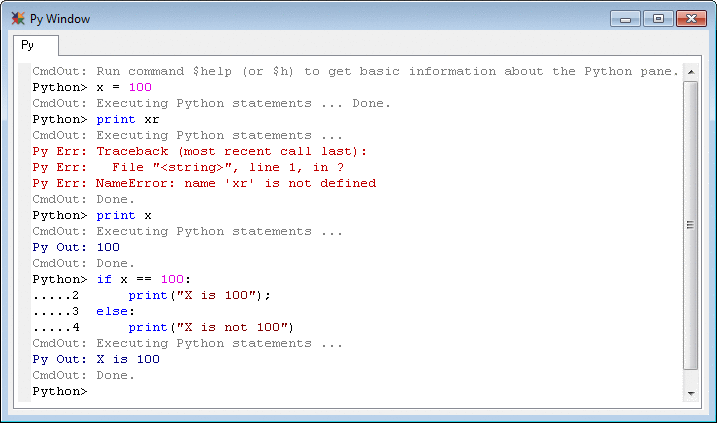 Py Window
Py
CmdOut: Run command $help (or $h) to get basic information about the Python pane.
Python> x = 100
CmdOut: Executing Python statements ... Done.
Python> print xr
CmdOut: Executing Python statements ...
Py Err: Traceback (most recent call last):
Py Err:   File "<string>", line 1, in ?
Py Err: NameError: name 'xr' is not defined
CmdOut: Done.
Python> print x
CmdOut: Executing Python statements ...
Py Out: 100
CmdOut: Done.
Python> if x == 100:
.....2      print("X is 100");
.....3  else:
.....4      print("X is not 100")
CmdOut: Executing Python statements ...
Py Out: X is 100
CmdOut: Done.
Python>